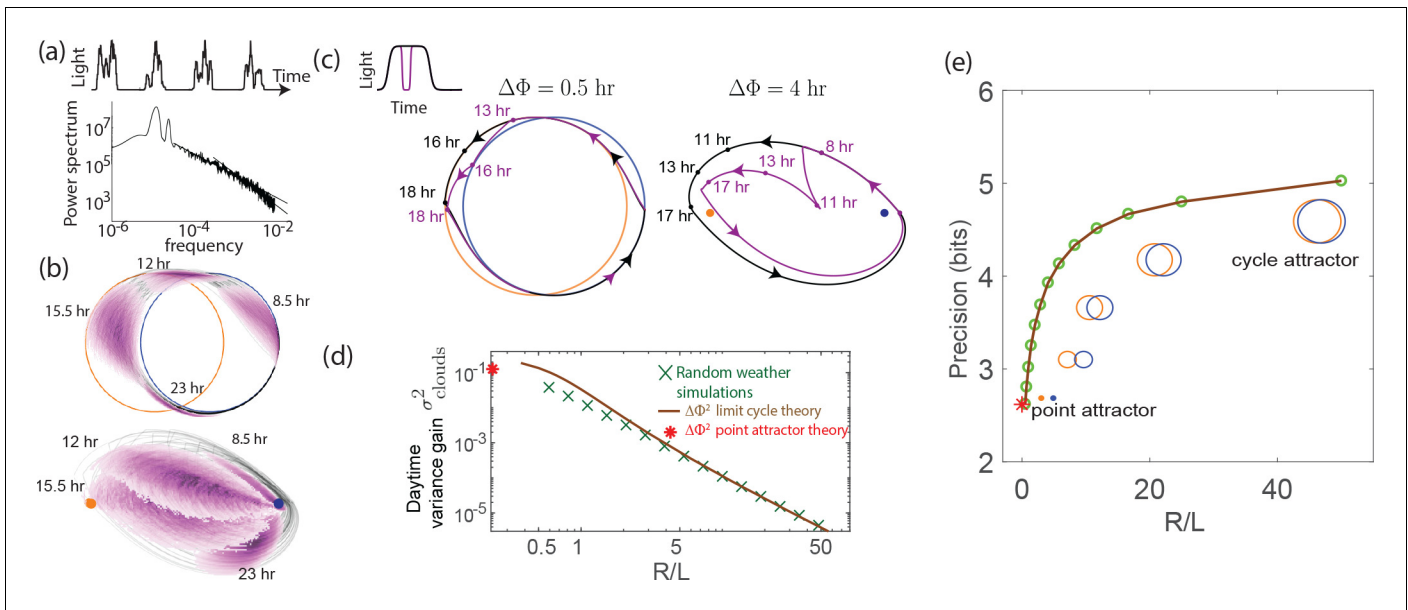 (a)
Light
Time
Power spectrum
10^7
10^5
10^3
10^-6
10^-4
10^-2
frequency
(b)
12 hr
15.5 hr
8.5 hr
23 hr
12 hr
8.5 hr
15.5 hr
23 hr
(c)
Light
Time
ΔΦ = 0.5 hr
13 hr
16 hr
16 hr
18 hr
18 hr
ΔΦ = 4 hr
11 hr
8 hr
13 hr
13 hr
17 hr
11 hr
17 hr
(d)
Daytime
variance gain σ²clouds
10^-1
10^-3
10^-5
Random weather
simulations
ΔΦ² limit cycle theory
ΔΦ² point attractor theory
0.5
1
5
50
R/L
(e)
Precision (bits)
6
5
4
3
2
cycle attractor
point attractor
0
20
40
R/L